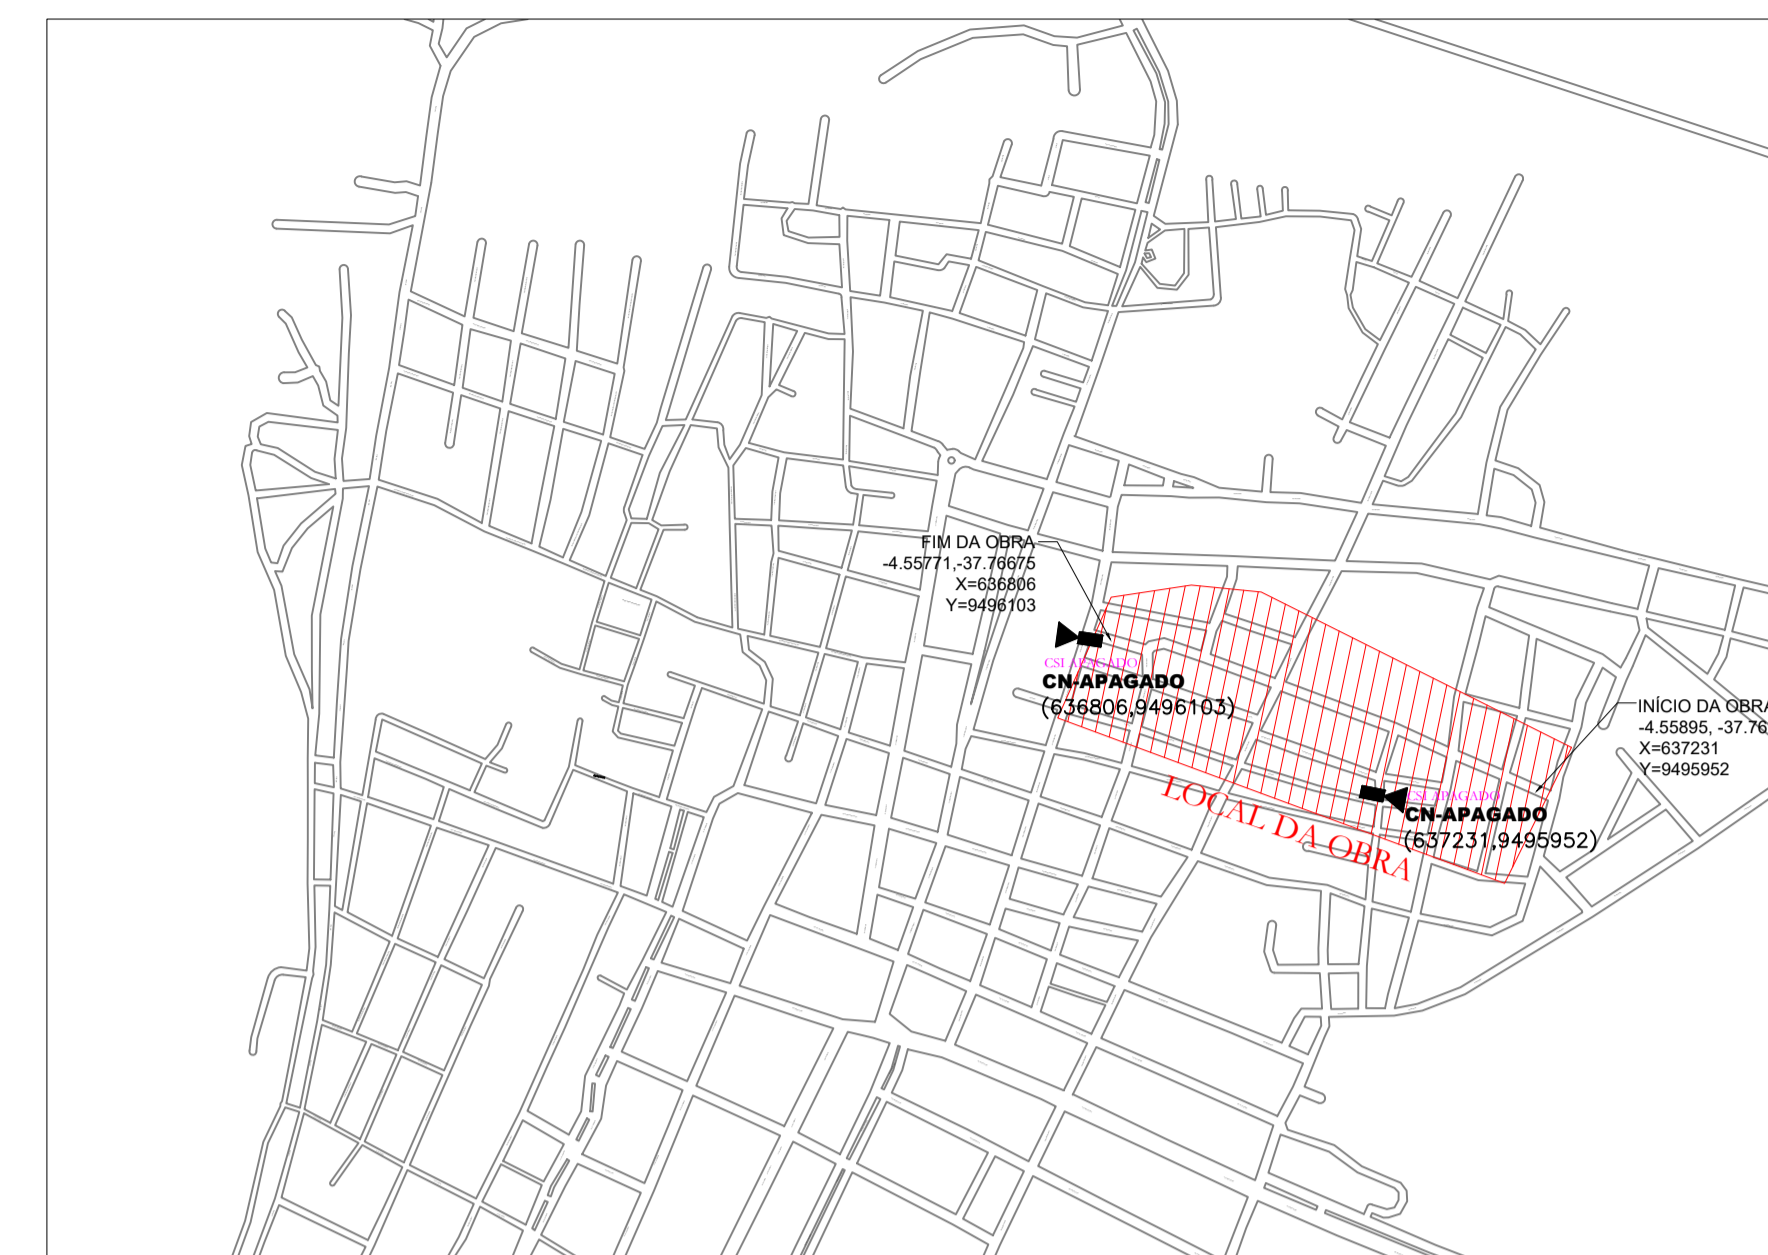 FIM DA OBRA
-4.55771,-37.76675
X=636806
Y=9496103
CSI APAGADO
CN-APAGADO
(636806,9496103)
INÍCIO DA OBRA
-4.55895, -37.76
X=637231
Y=9495952
CSI APAGADO
CN-APAGADO
(637231,9495952)
LOCAL DA OBRA